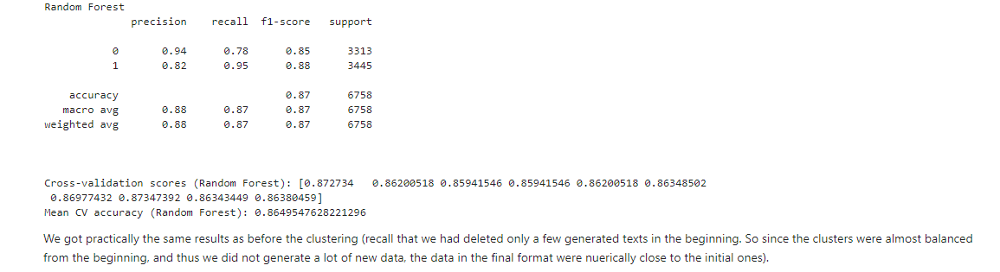 Random Forest
precision recall f1-score support
0 0.94 0.78 0.85 3313
1 0.82 0.95 0.88 3445
accuracy 0.87 6758
macro avg 0.88 0.87 0.87 6758
weighted avg 0.88 0.87 0.87 6758
Cross-validation scores (Random Forest): [0.872734 0.86200518 0.85941546 0.85941546 0.86200518 0.86348502
0.86977432 0.87347392 0.86343449 0.86380459]
Mean CV accuracy (Random Forest): 0.8649547628221296
We got practically the same results as before the clustering (recall that we had deleted only a few generated texts in the beginning. So since the clusters were almost balanced
from the beginning, and thus we did not generate a lot of new data, the data in the final format were nuerically close to the initial ones).